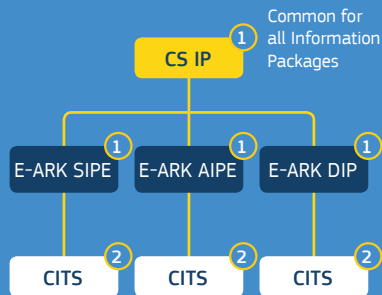 1
Common for
all Information
Packages
CS IP
1
1
1
E-ARK SIPE
E-ARK AIPE
E-ARK DIP
2
2
2
CITS
CITS
CITS